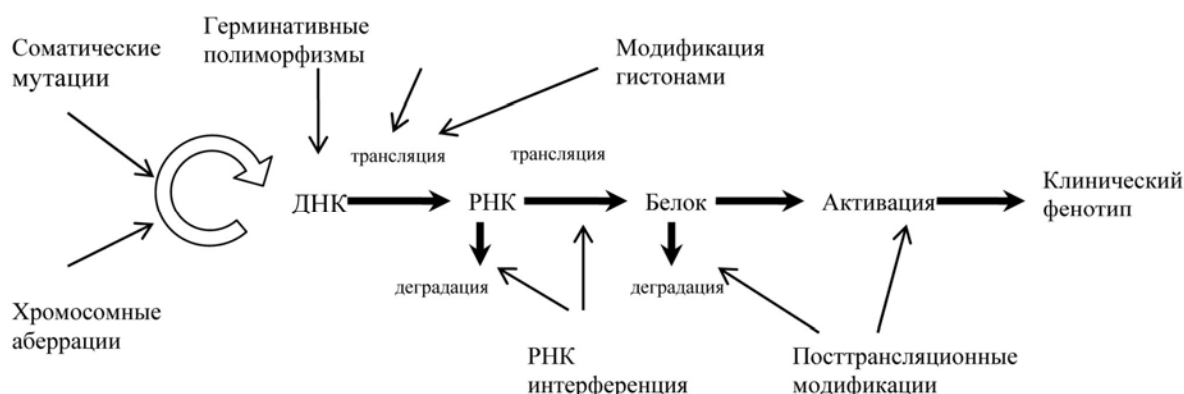 Соматические
мутации
Герминативные
полиморфизмы
Модификация
гистонами
трансляция
трансляция
ДНК
РНК
Белок
Активация
Клинический
фенотип
деградация
деградация
Хромосомные
аберрации
РНК
интерференция
Посттрансляционные
модификации